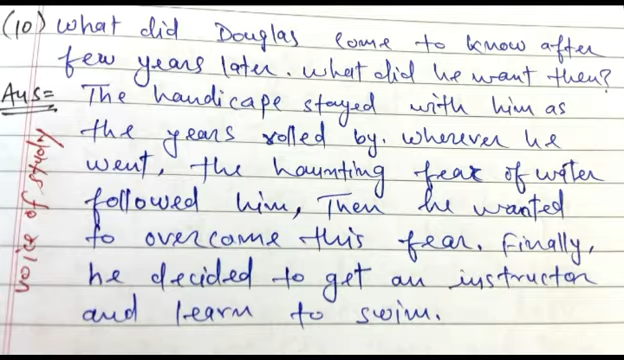 (10) What did Douglas come to know after
few years later. What did he want then?
Ans= The handicape stayed with him as
the years rolled by. Wherever he
went, the haunting fear of water
followed him, Then he wanted
to overcome this fear. Finally,
he decided to get an instructor
and learn to swim.
voice of study